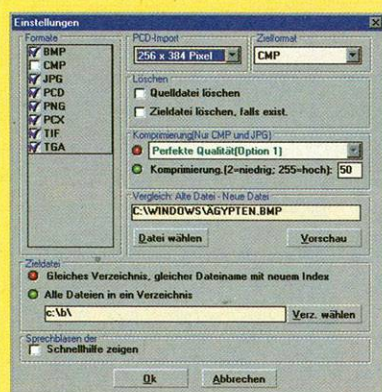 Einstellungen
Formate
BMP
CMP
JPG
PCD
PNG
PCX
TIF
TGA
PCD-Import
256 x 384 Pixel
Zielformat
CMP
Löschen
Quelldatei löschen
Zieldatei löschen, falls exist.
Komprimierung(Nur CMP und JPG)
Perfekte Qualität(Option 1)
Komprimierung.(2=niedrig; 255=hoch): 50
Vergleich: Alte Datei - Neue Datei
C:\WINDOWS\ÄGYPTEN.BMP
Datei wählen
Vorschau
Zieldatei
Gleiches Verzeichnis, gleicher Dateiname mit neuem Index
Alle Dateien in ein Verzeichnis
c:\b\
Verz. wählen
Sprechblasen der
Schnellhilfe zeigen
Ok
Abbrechen